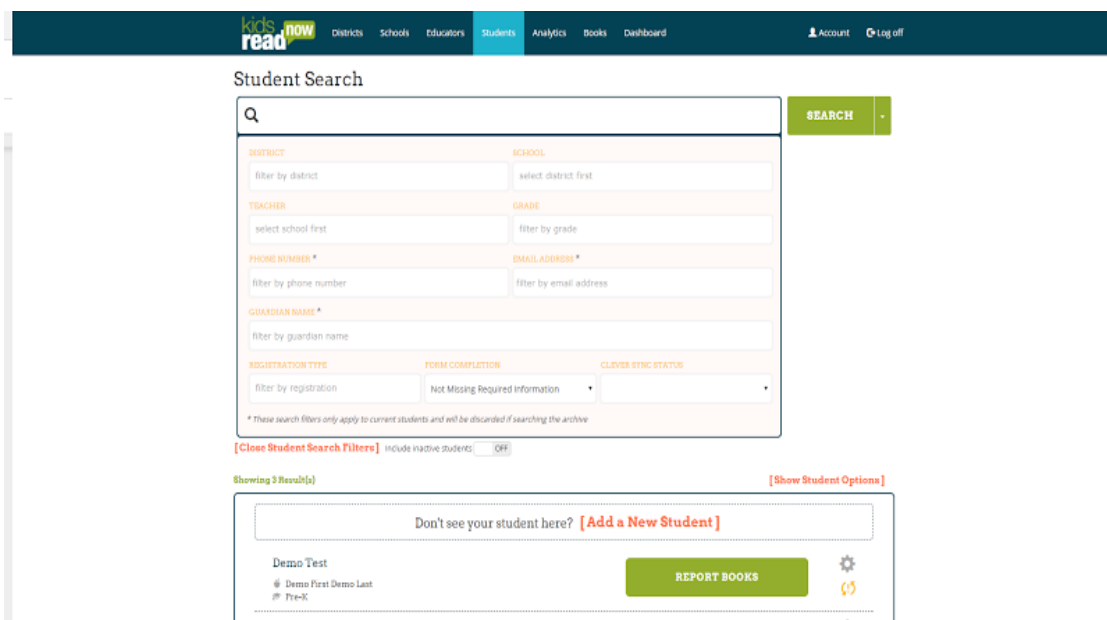 kids read now
Districts Schools Educators Students Analytics Books Dashboard Account Log off
Student Search
SEARCH
DISTRICT SCHOOL
filter by district select district first
TEACHER GRADE
select school first filter by grade
PHONE NUMBER * EMAIL ADDRESS *
filter by phone number filter by email address
GUARDIAN NAME *
filter by guardian name
REGISTRATION TYPE FORM COMPLETION CLEVER SYNC STATUS
filter by registration Not Missing Required Information
* These search filters only apply to current students and will be discarded if searching the archive
[Close Student Search Filters] Include inactive students OFF
Showing 3 Result(s) [Show Student Options]
Don't see your student here? [Add a New Student]
Demo Test
REPORT BOOKS
Demo First Demo Last
Pre-K